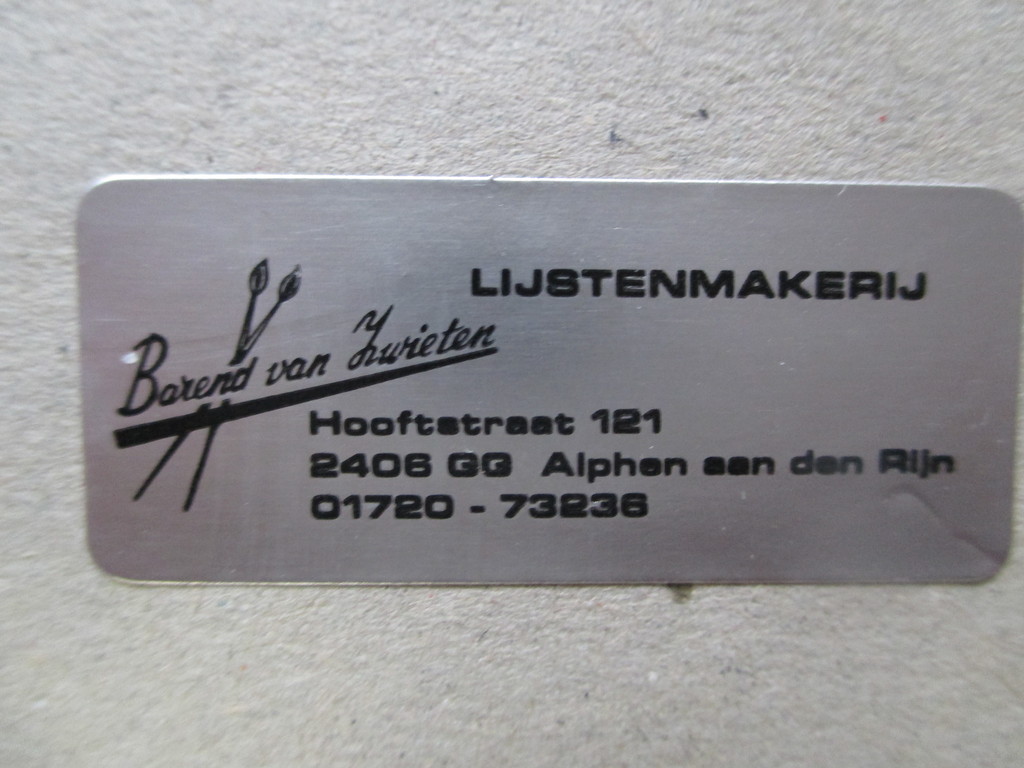 LIJSTENMAKERIJ
Barend van Zwieten
Hooftstraat 121
2406 GG Alphen aan den Rijn
01720 - 73236